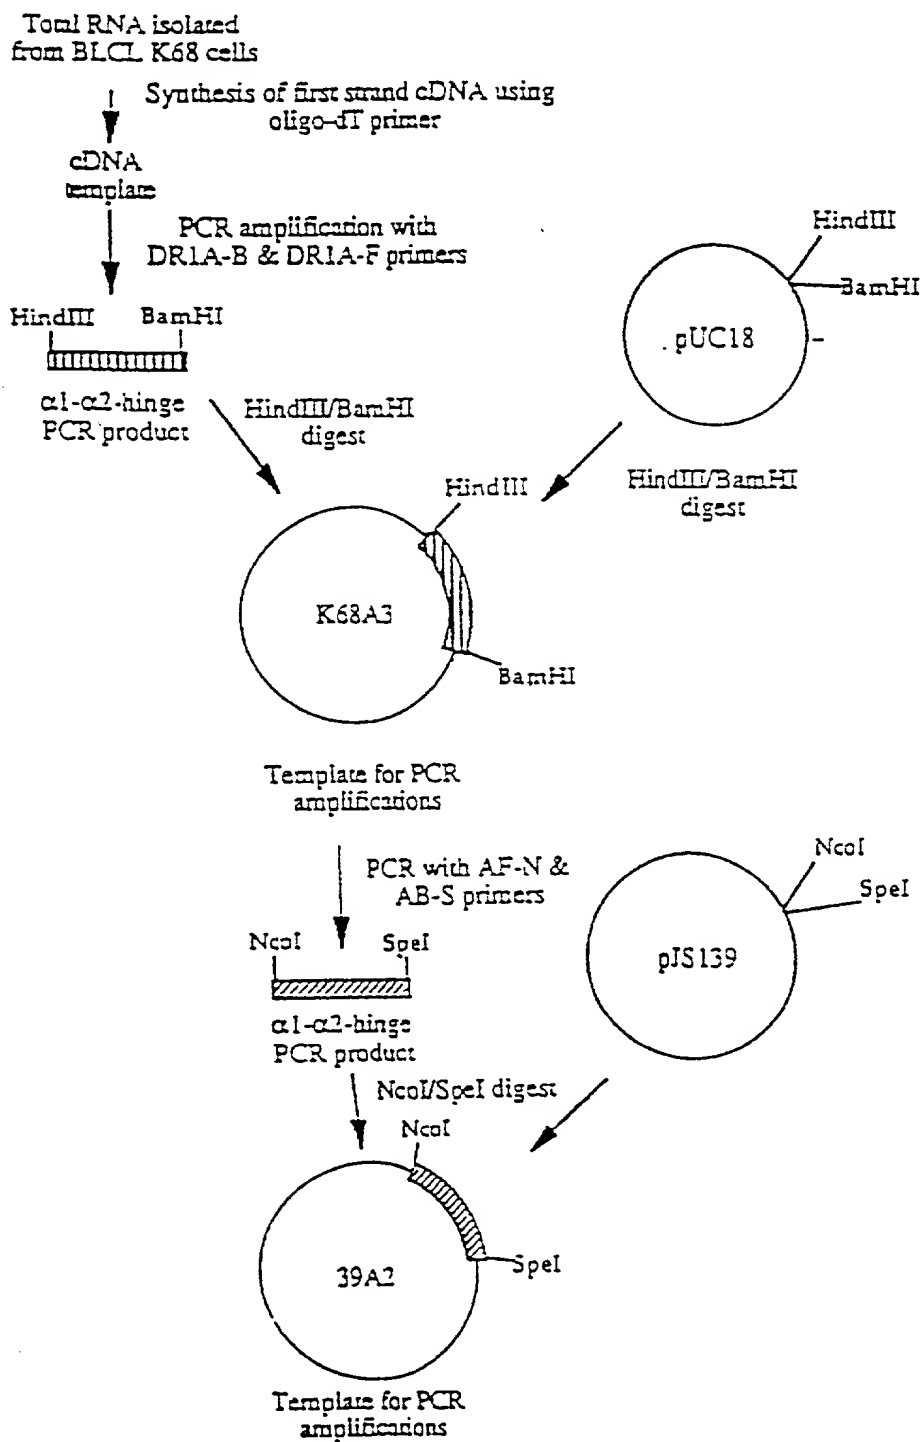 Total RNA isolated
from BLCL K68 cells
Synthesis of first strand cDNA using
oligo-dT primer
cDNA
template
PCR amplification with
DR1A-B & DR1A-F primers
HindIII
BamHI
HindIII
BamHI
pUC18
α1-α2-hinge
PCR product
HindIII/BamHI
digest
HindIII/BamHI
digest
HindIII
K68A3
BamHI
Template for PCR
amplifications
PCR with AF-N &
AB-S primers
NcoI
SpeI
NcoI
SpeI
pJS139
α1-α2-hinge
PCR product
NcoI/SpeI digest
NcoI
39A2
SpeI
Template for PCR
amplifications